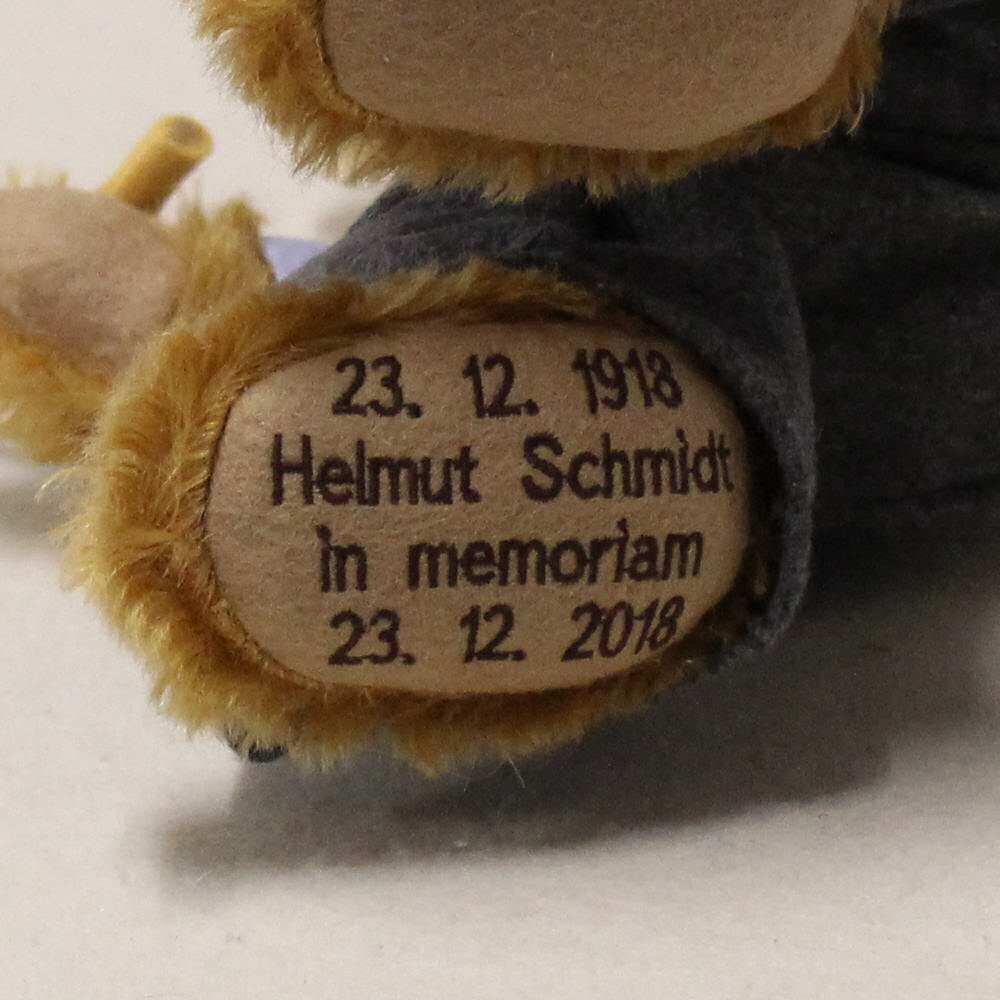 23. 12. 1918
Helmut Schmidt
in memoriam
23. 12. 2018